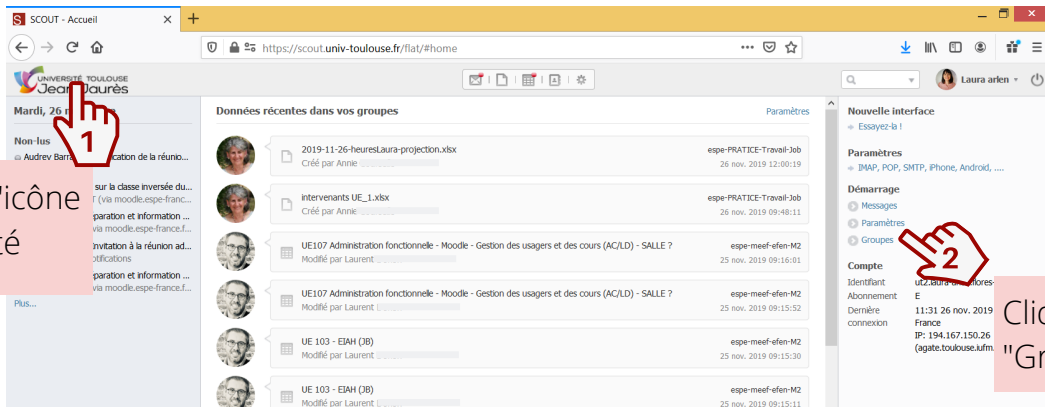 SCOUT - Accueil
https://scout.univ-toulouse.fr/flat/#home
UNIVERSITÉ TOULOUSE
Jean Jaurès
Laura arlen
Mardi, 26
Non-lus
Audrey ication de la réunio...
sur la classe inversée du...
(via moodle.espe-franc...
paration et information ...
via moodle.espe-france.f...
nvitation à la réunion ad...
otifications
paration et information ...
via moodle.espe-france.f...
Plus...
1
'icône
té
Données récentes dans vos groupes
Paramètres
2019-11-26-heuresLaura-projection.xlsx
espe-PRATICE-Travail-Job
Créé par Annie
26 nov. 2019 12:00:19
intervenants UE_1.xlsx
espe-PRATICE-Travail-Job
Créé par Annie
26 nov. 2019 09:48:11
UE107 Administration fonctionnelle - Moodle - Gestion des usagers et des cours (AC/LD) - SALLE ?
espe-meef-efen-M2
Modifié par Laurent
25 nov. 2019 09:16:01
UE107 Administration fonctionnelle - Moodle - Gestion des usagers et des cours (AC/LD) - SALLE ?
espe-meef-efen-M2
Modifié par Laurent
25 nov. 2019 09:15:52
UE 103 - EIAH (JB)
espe-meef-efen-M2
Modifié par Laurent
25 nov. 2019 09:15:30
UE 103 - EIAH (JB)
espe-meef-efen-M2
Modifié par Laurent
25 nov. 2019 09:15:11
Nouvelle interface
Essayez-la !
Paramètres
IMAP, POP, SMTP, iPhone, Android, ....
Démarrage
Messages
Paramètres
Groupes
2
Compte
Identifiant
Abonnement E
Dernière connexion
11:31 26 nov. 2019
France
IP: 194.167.150.26
(agate.toulouse.iufm.
Clic
"Gr